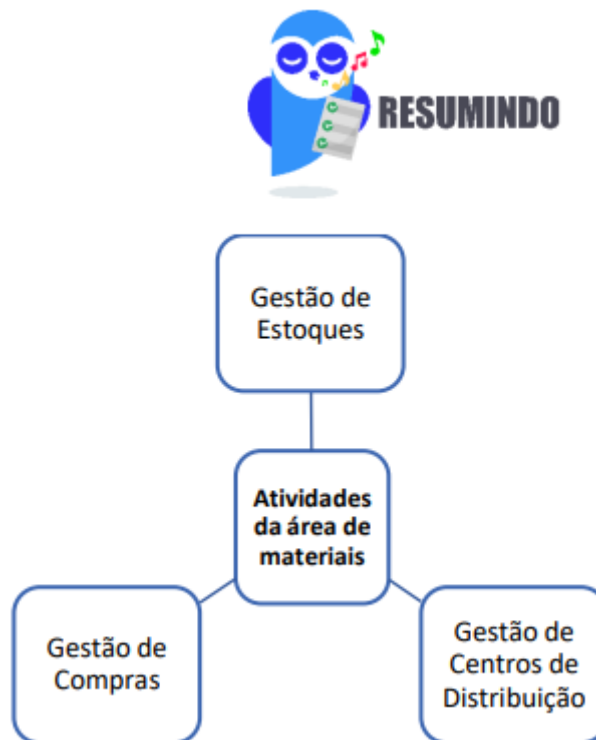 RESUMINDO
Gestão de
Estoques
Atividades
da área de
materiais
Gestão de
Compras
Gestão de
Centros de
Distribuição